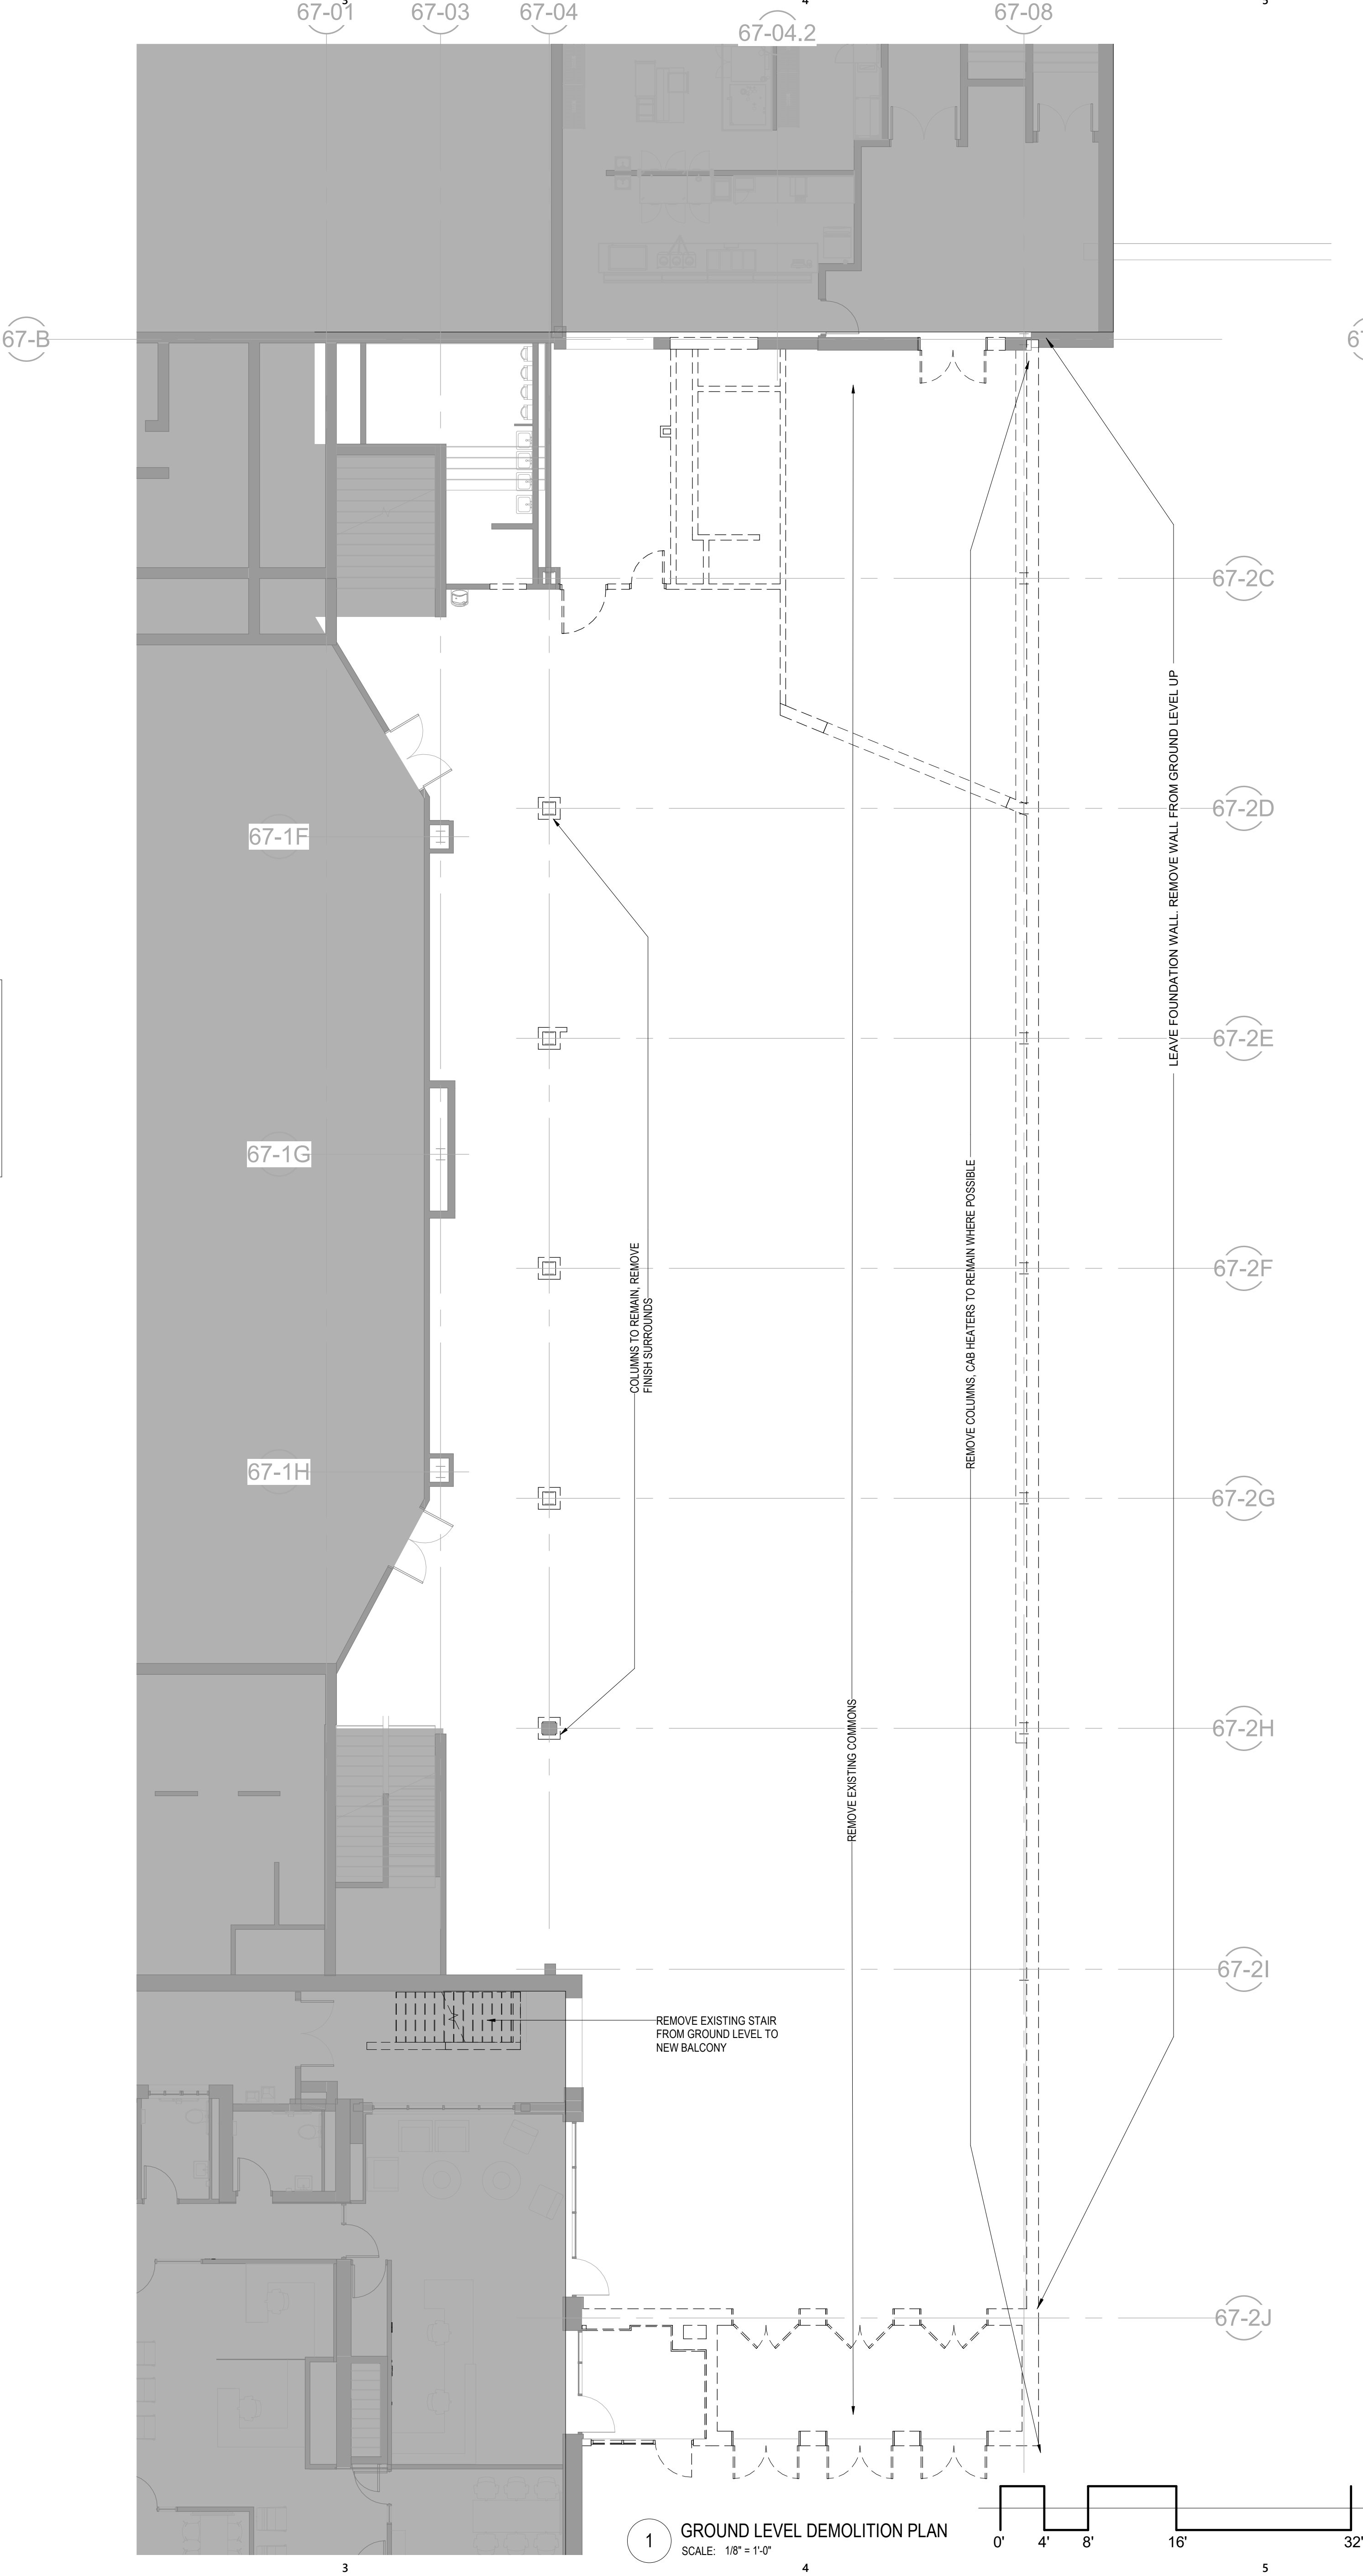 3
4
5
67-01
67-03
67-04
67-04.2
67-08
67-B
67-2C
67-2D
67-1F
67-2E
67-1G
67-2F
67-1H
67-2G
67-2H
67-2I
67-2J
LEAVE FOUNDATION WALL. REMOVE WALL FROM GROUND LEVEL UP
REMOVE COLUMNS, CAB HEATERS TO REMAIN WHERE POSSIBLE
COLUMNS TO REMAIN, REMOVE
FINISH SURROUNDS
REMOVE EXISTING COMMONS
REMOVE EXISTING STAIR
FROM GROUND LEVEL TO
NEW BALCONY
1
GROUND LEVEL DEMOLITION PLAN
SCALE: 1/8" = 1'-0"
0' 4' 8' 16' 32'
3
4
5